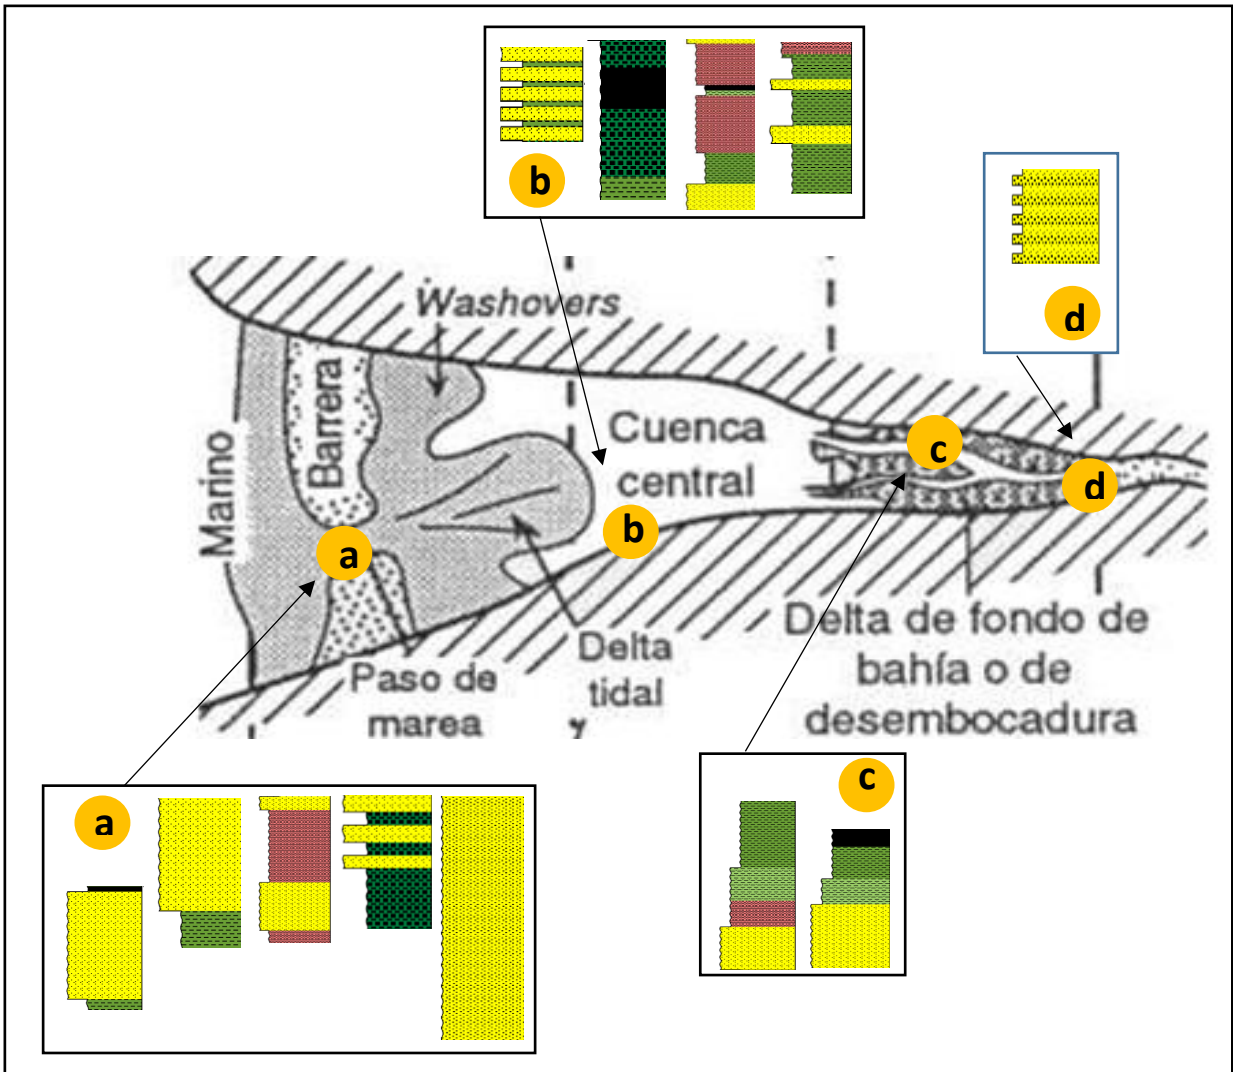 b
d
Washovers
Barrera
Marino
Cuenca
central
c
d
a
b
Paso de
marea
Delta
tidal
y
Delta de fondo de
bahía o de
desembocadura
a
c